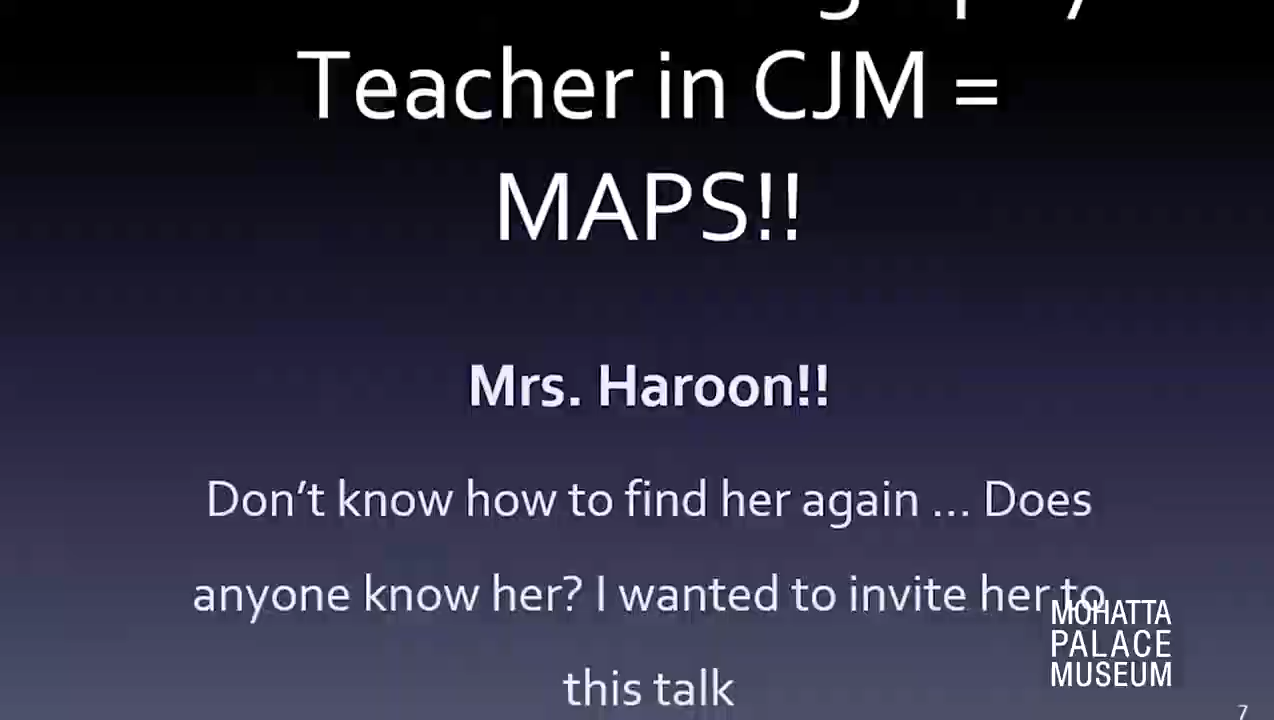 Teacher in CJM =
MAPS!!
Mrs. Haroon!!
Don't know how to find her again ... Does
anyone know her? I wanted to invite her to
this talk
MOHATTA
PALACE
MUSEUM
7